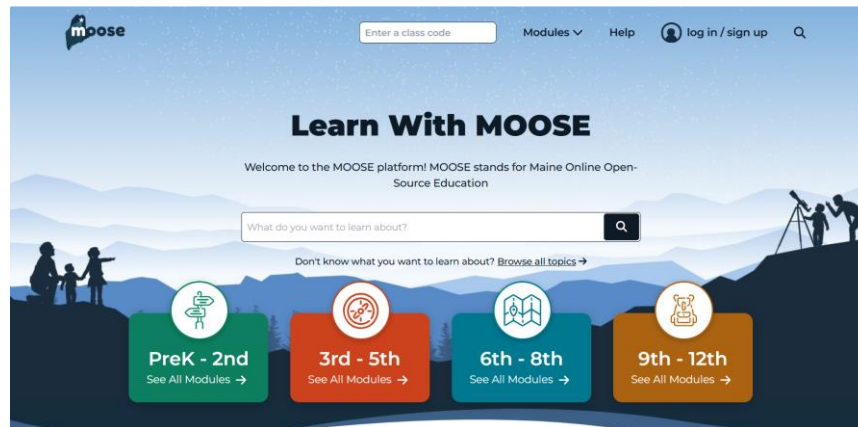 moose
Enter a class code
Modules
Help
log in / sign up
Learn With MOOSE
Welcome to the MOOSE platform! MOOSE stands for Maine Online Open-
Source Education
What do you want to learn about?
Don't know what you want to learn about? Browse all topics →
PreK - 2nd
See All Modules →
3rd - 5th
See All Modules →
6th - 8th
See All Modules →
9th - 12th
See All Modules →